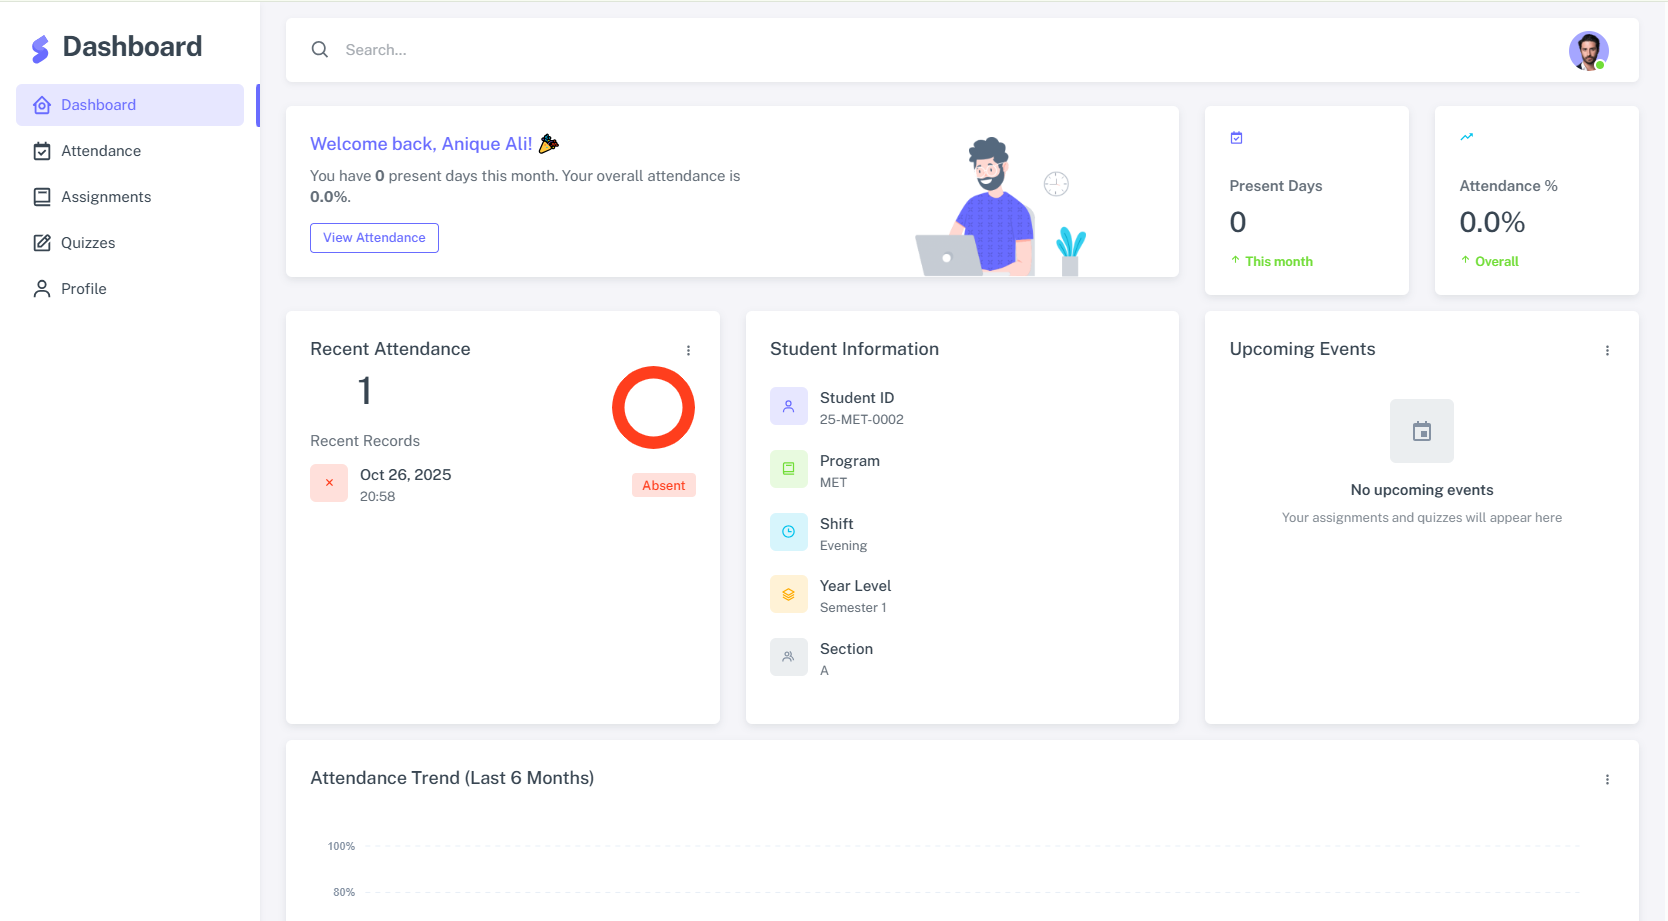 Dashboard
Dashboard
Attendance
Assignments
Quizzes
Profile
Search...
Welcome back, Anique Ali!
You have 0 present days this month. Your overall attendance is
0.0%.
View Attendance
Present Days
0
This month
Attendance %
0.0%
Overall
Recent Attendance
1
Recent Records
Oct 26, 2025
20:58
Absent
Student Information
Student ID
25-MET-0002
Program
MET
Shift
Evening
Year Level
Semester 1
Section
A
Upcoming Events
No upcoming events
Your assignments and quizzes will appear here
Attendance Trend (Last 6 Months)
100%
80%